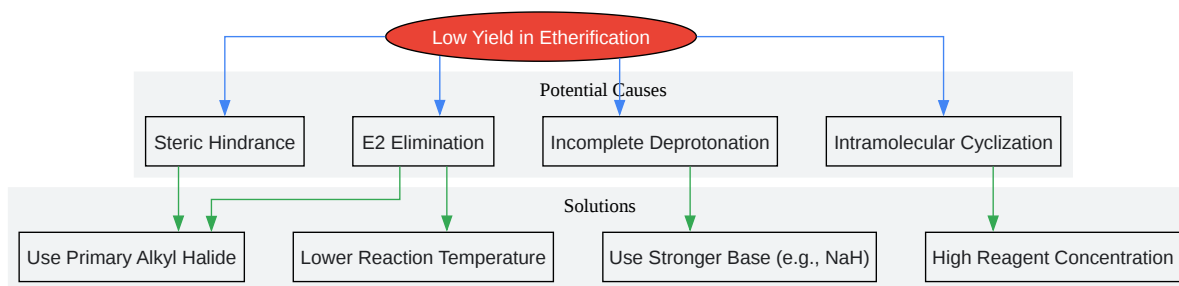 Low Yield in Etherification
Potential Causes
Steric Hindrance
E2 Elimination
Incomplete Deprotonation
Intramolecular Cyclization
Solutions
Use Primary Alkyl Halide
Lower Reaction Temperature
Use Stronger Base (e.g., NaH)
High Reagent Concentration